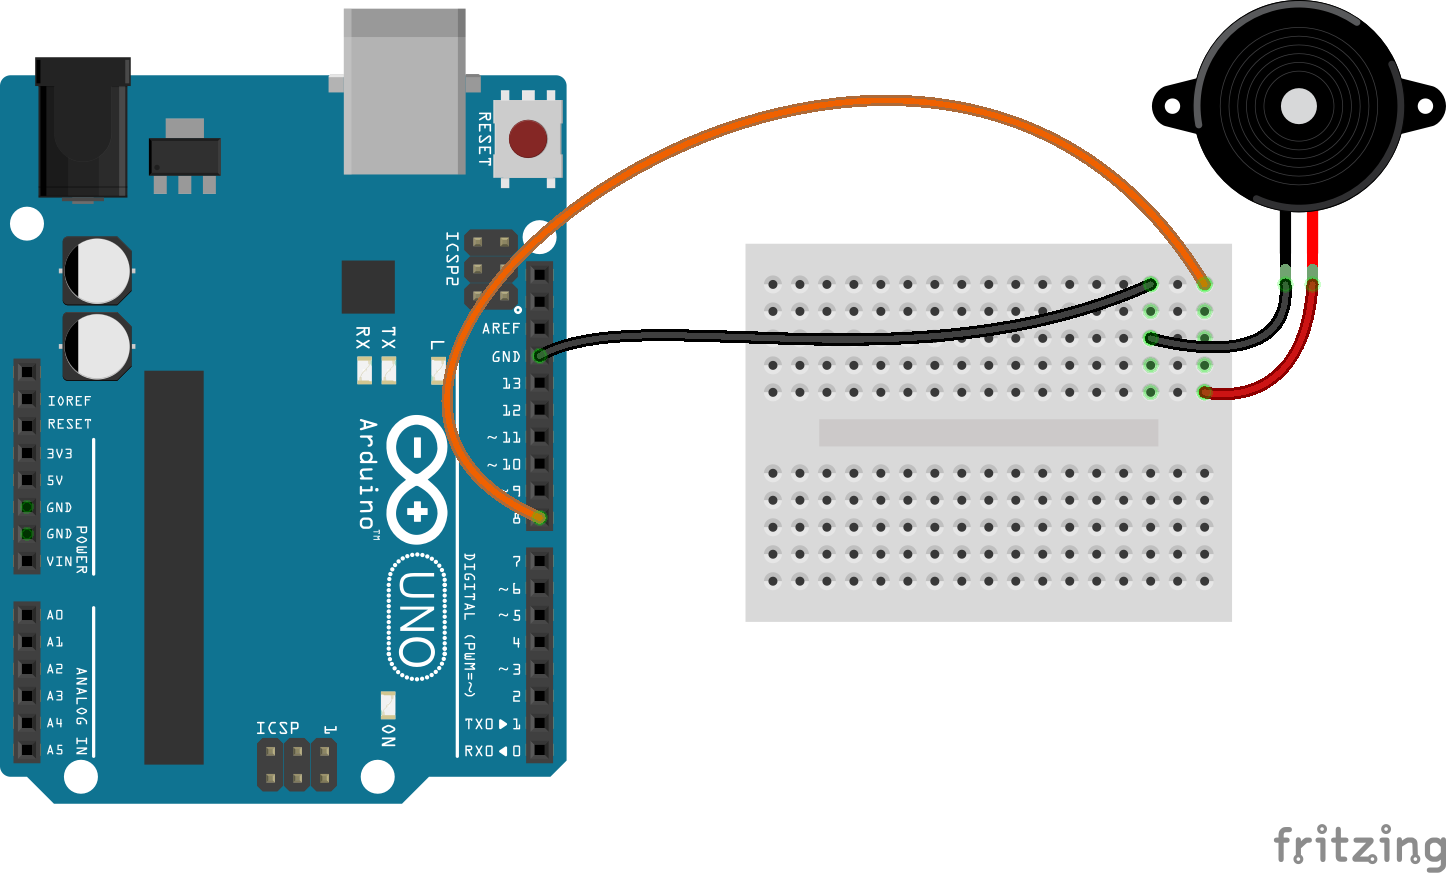 RESET
ICSP2
AREF
GND
13
12
~11
~10
~9
8
RX
TX
L
IOREF
RESET
3V3
5V
GND
GND
VIN
POWER
Arduino™
UNO
7
~6
~5
4
~3
2
TX0▶1
RX0◀0
DIGITAL (PWM=~)
A0
A1
A2
A3
A4
A5
ANALOG IN
ICSP
1
ON
fritzing